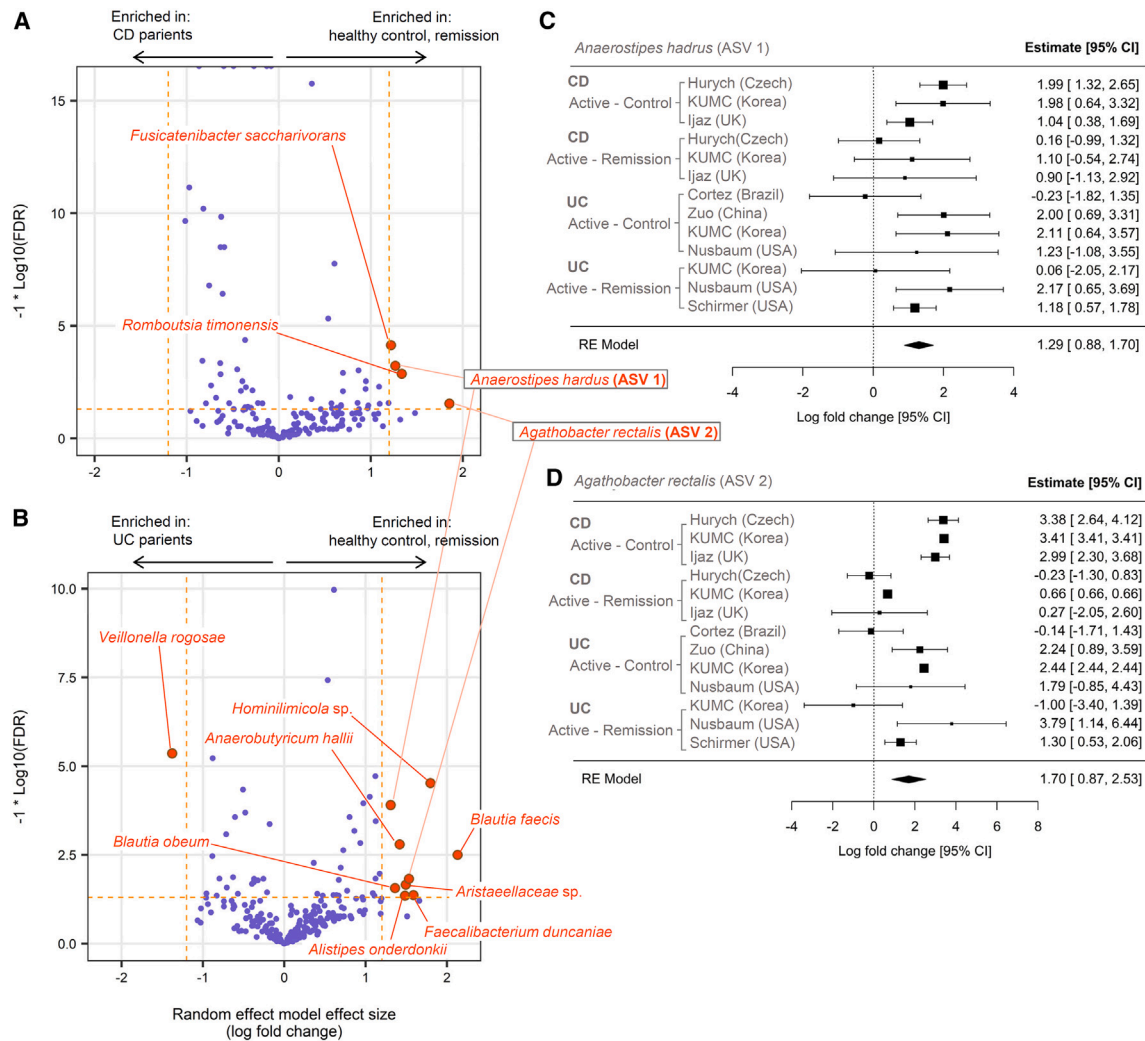 A
Enriched in:
CD patients
Enriched in:
healthy control, remission
-1 * Log10(FDR)
15
10
5
0
-2
-1
0
1
2
Fusicatenibacter saccharivorans
Romboutsia timonensis
Anaerostipes hardus (ASV 1)
Agathobacter rectalis (ASV 2)
B
Enriched in:
UC patients
Enriched in:
healthy control, remission
-1 * Log10(FDR)
10.0
7.5
5.0
2.5
0.0
-2
-1
0
1
2
Veillonella rogosae
Hominilimicola sp.
Anaerobutyricum hallii
Blautia faecis
Blautia obeum
Aristaeellaceae sp.
Faecalibacterium duncaniae
Alistipes onderdonkii
Random effect model effect size
(log fold change)
C
Anaerostipes hadrus (ASV 1) Estimate [95% CI]
CD
Active - Control
Hurych (Czech) 1.99 [ 1.32, 2.65]
KUMC (Korea) 1.98 [ 0.64, 3.32]
Ijaz (UK) 1.04 [ 0.38, 1.69]
CD
Active - Remission
Hurych(Czech) 0.16 [-0.99, 1.32]
KUMC (Korea) 1.10 [-0.54, 2.74]
Ijaz (UK) 0.90 [-1.13, 2.92]
UC
Active - Control
Cortez (Brazil) -0.23 [-1.82, 1.35]
Zuo (China) 2.00 [ 0.69, 3.31]
KUMC (Korea) 2.11 [ 0.64, 3.57]
Nusbaum (USA) 1.23 [-1.08, 3.55]
UC
Active - Remission
KUMC (Korea) 0.06 [-2.05, 2.17]
Nusbaum (USA) 2.17 [ 0.65, 3.69]
Schirmer (USA) 1.18 [ 0.57, 1.78]
RE Model 1.29 [ 0.88, 1.70]
-4 -2 0 2 4
Log fold change [95% CI]
D
Agathobacter rectalis (ASV 2) Estimate [95% CI]
CD
Active - Control
Hurych (Czech) 3.38 [ 2.64, 4.12]
KUMC (Korea) 3.41 [ 3.41, 3.41]
Ijaz (UK) 2.99 [ 2.30, 3.68]
CD
Active - Remission
Hurych(Czech) -0.23 [-1.30, 0.83]
KUMC (Korea) 0.66 [ 0.66, 0.66]
Ijaz (UK) 0.27 [-2.05, 2.60]
UC
Active - Control
Cortez (Brazil) -0.14 [-1.71, 1.43]
Zuo (China) 2.24 [ 0.89, 3.59]
KUMC (Korea) 2.44 [ 2.44, 2.44]
Nusbaum (USA) 1.79 [-0.85, 4.43]
UC
Active - Remission
KUMC (Korea) -1.00 [-3.40, 1.39]
Nusbaum (USA) 3.79 [ 1.14, 6.44]
Schirmer (USA) 1.30 [ 0.53, 2.06]
RE Model 1.70 [ 0.87, 2.53]
-4 -2 0 2 4 6 8
Log fold change [95% CI]